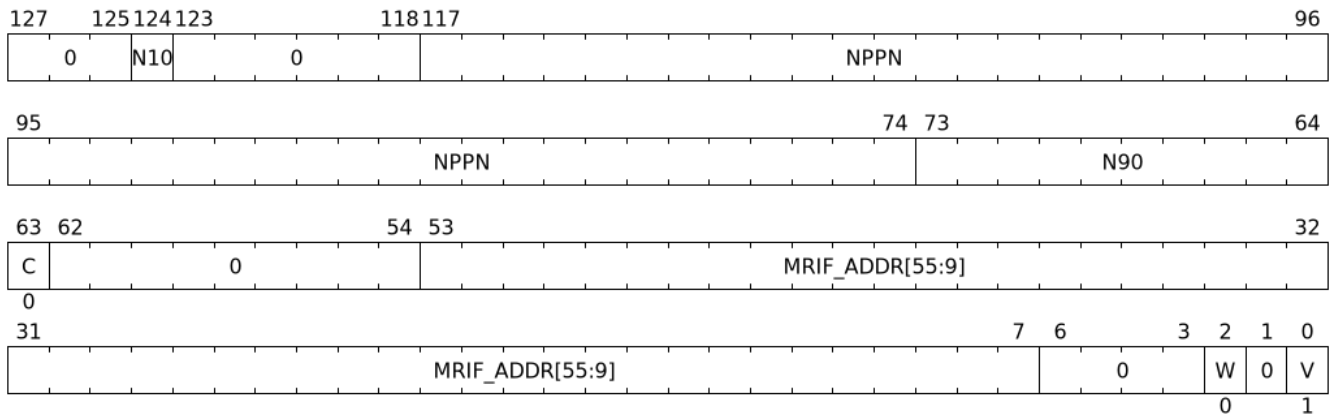 127 125 124 123 118 117 96
0 N10 0 NPPN
95 74 73 64
NPPN N90
63 62 54 53 32
C 0 MRIF_ADDR[55:9]
0
31 7 6 3 2 1 0
MRIF_ADDR[55:9] 0 W 0 V
0 1